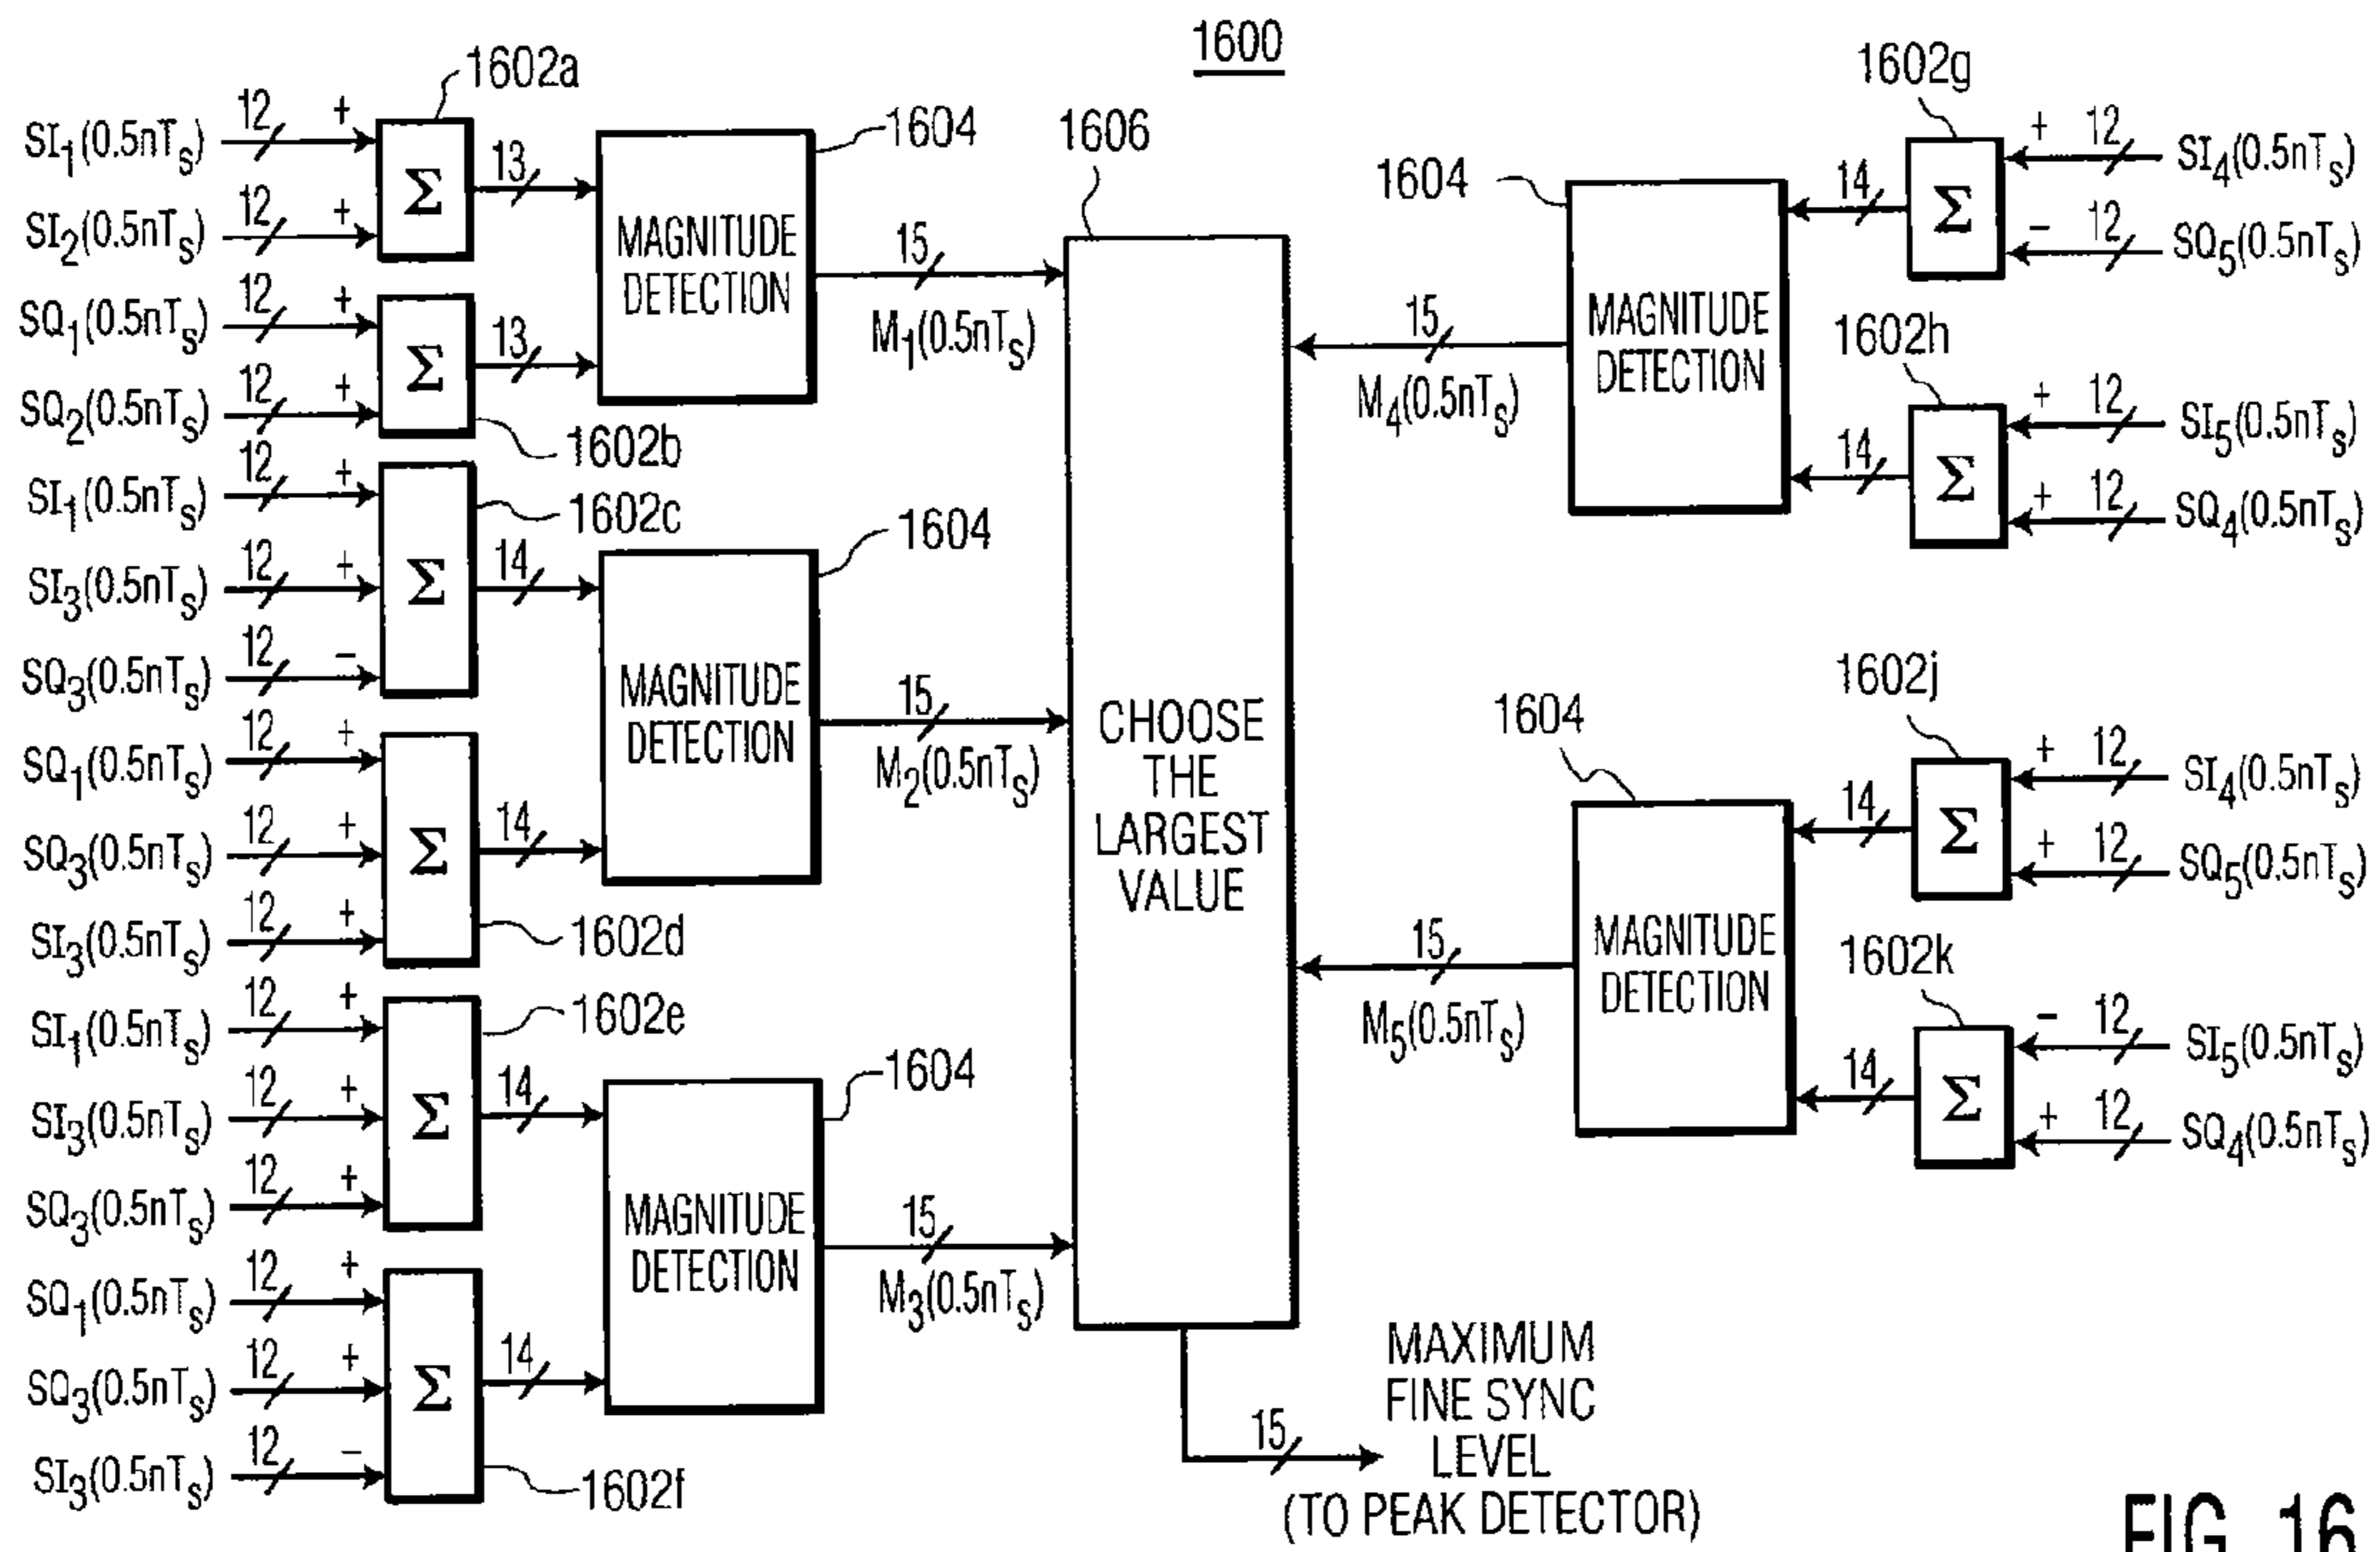 1600
1602a
SI1(0.5nTs) 12 +
SI2(0.5nTs) 12 +
Σ
13
SQ1(0.5nTs) 12 +
SQ2(0.5nTs) 12 +
Σ
13
1602b
1604
MAGNITUDE
DETECTION
15
M1(0.5nTs)
SI1(0.5nTs) 12 +
SI3(0.5nTs) 12 +
SQ3(0.5nTs) 12 −
Σ
1602c
14
SQ1(0.5nTs) 12 +
SQ3(0.5nTs) 12 +
SI3(0.5nTs) 12 +
Σ
14
1602d
1604
MAGNITUDE
DETECTION
15
M2(0.5nTs)
SI1(0.5nTs) 12 +
SI3(0.5nTs) 12 +
SQ3(0.5nTs) 12 +
Σ
1602e
14
SQ1(0.5nTs) 12 +
SQ3(0.5nTs) 12 +
SI3(0.5nTs) 12 −
Σ
14
1602f
1604
MAGNITUDE
DETECTION
15
M3(0.5nTs)
1606
CHOOSE
THE
LARGEST
VALUE
1602g
+ 12 SI4(0.5nTs)
− 12 SQ5(0.5nTs)
Σ
14
1602h
+ 12 SI5(0.5nTs)
+ 12 SQ4(0.5nTs)
Σ
14
1604
MAGNITUDE
DETECTION
15
M4(0.5nTs)
1602j
+ 12 SI4(0.5nTs)
+ 12 SQ5(0.5nTs)
Σ
14
1602k
− 12 SI5(0.5nTs)
+ 12 SQ4(0.5nTs)
Σ
14
1604
MAGNITUDE
DETECTION
15
M5(0.5nTs)
15
MAXIMUM
FINE SYNC
LEVEL
(TO PEAK DETECTOR)
FIG. 16